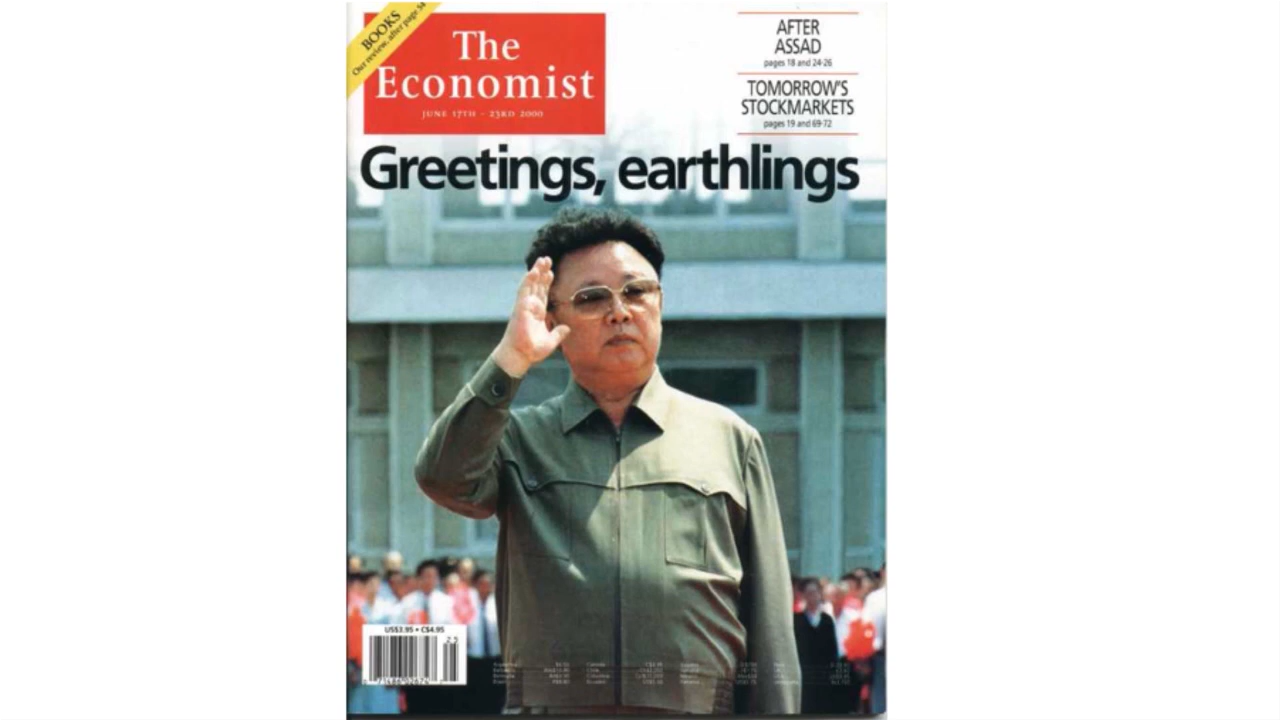 BOOKS
Our review, after page 54
The
Economist
JUNE 17TH - 23RD 2000
AFTER
ASSAD
pages 18 and 24-26
TOMORROW'S
STOCKMARKETS
pages 19 and 69-72
Greetings, earthlings
US$3.95 • C$4.95
25